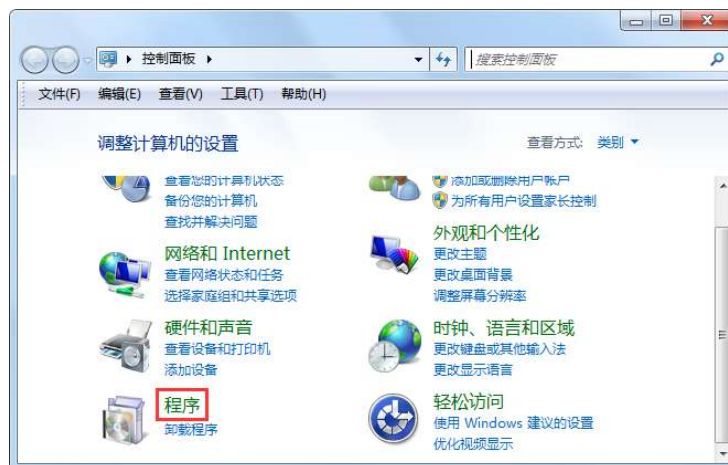 控制面板
搜索控制面板
文件(F) 编辑(E) 查看(V) 工具(T) 帮助(H)
调整计算机的设置
查看方式: 类别
查看您的计算机状态
备份您的计算机
查找并解决问题
网络和 Internet
查看网络状态和任务
选择家庭组和共享选项
硬件和声音
查看设备和打印机
添加设备
程序
卸载程序
添加或删除用户帐户
为所有用户设置家长控制
外观和个性化
更改主题
更改桌面背景
调整屏幕分辨率
时钟、语言和区域
更改键盘或其他输入法
更改显示语言
轻松访问
使用 Windows 建议的设置
优化视频显示